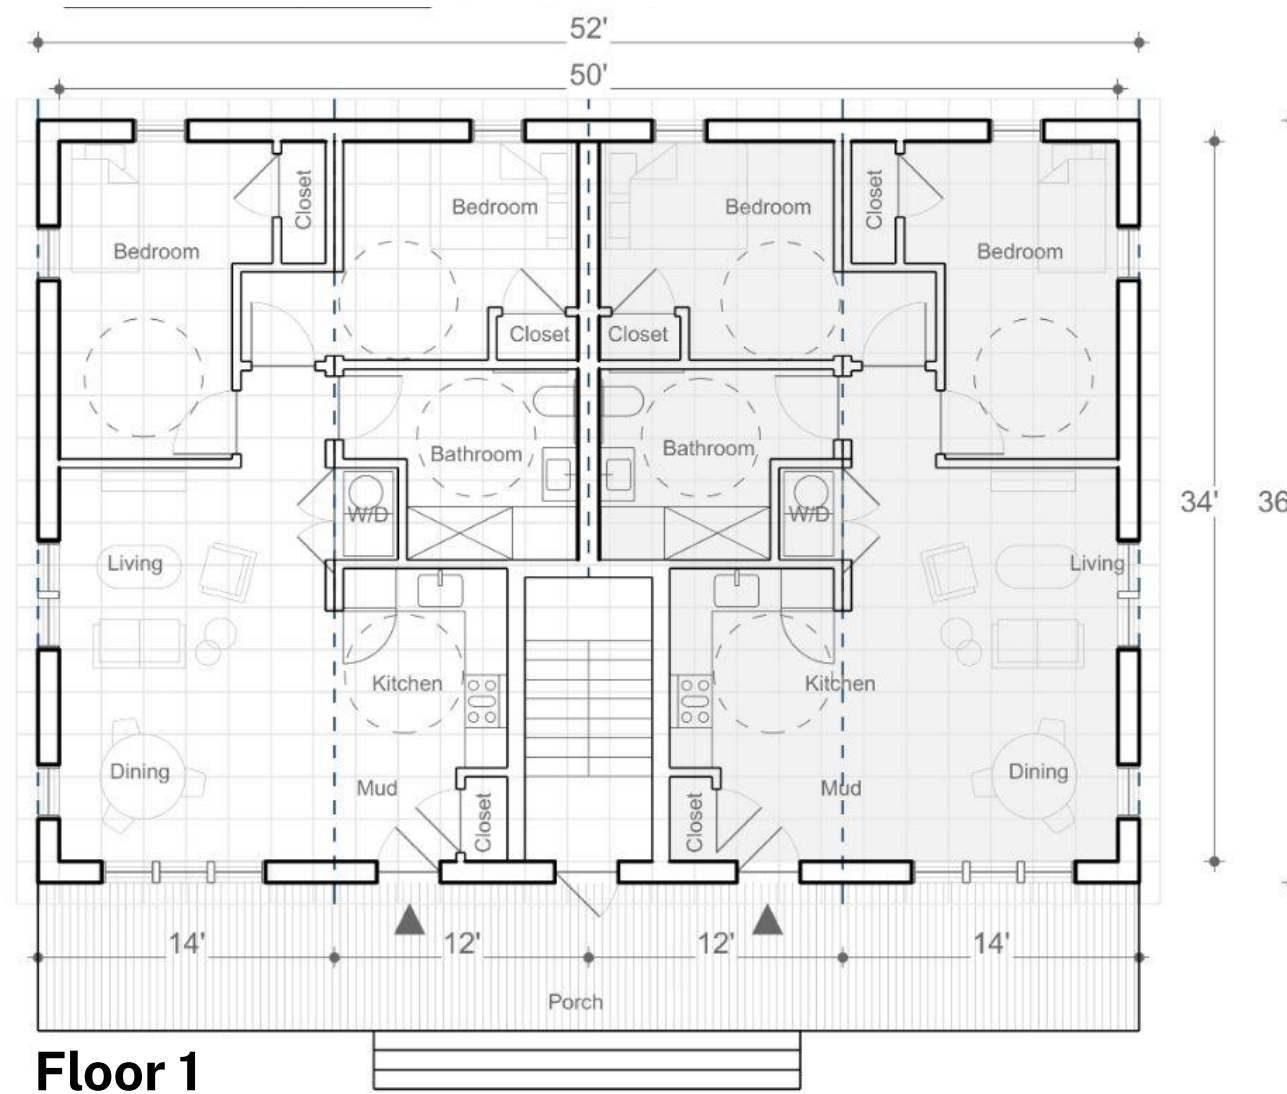 52'
50'
Closet
Closet
Bedroom
Bedroom
Bedroom
Bedroom
Closet
Closet
Bathroom
Bathroom
34'
36
W/D
W/D
Living
Living
Kitchen
Kitchen
Dining
Dining
Mud
Mud
Closet
Closet
14'
12'
12'
14'
Porch
Floor 1